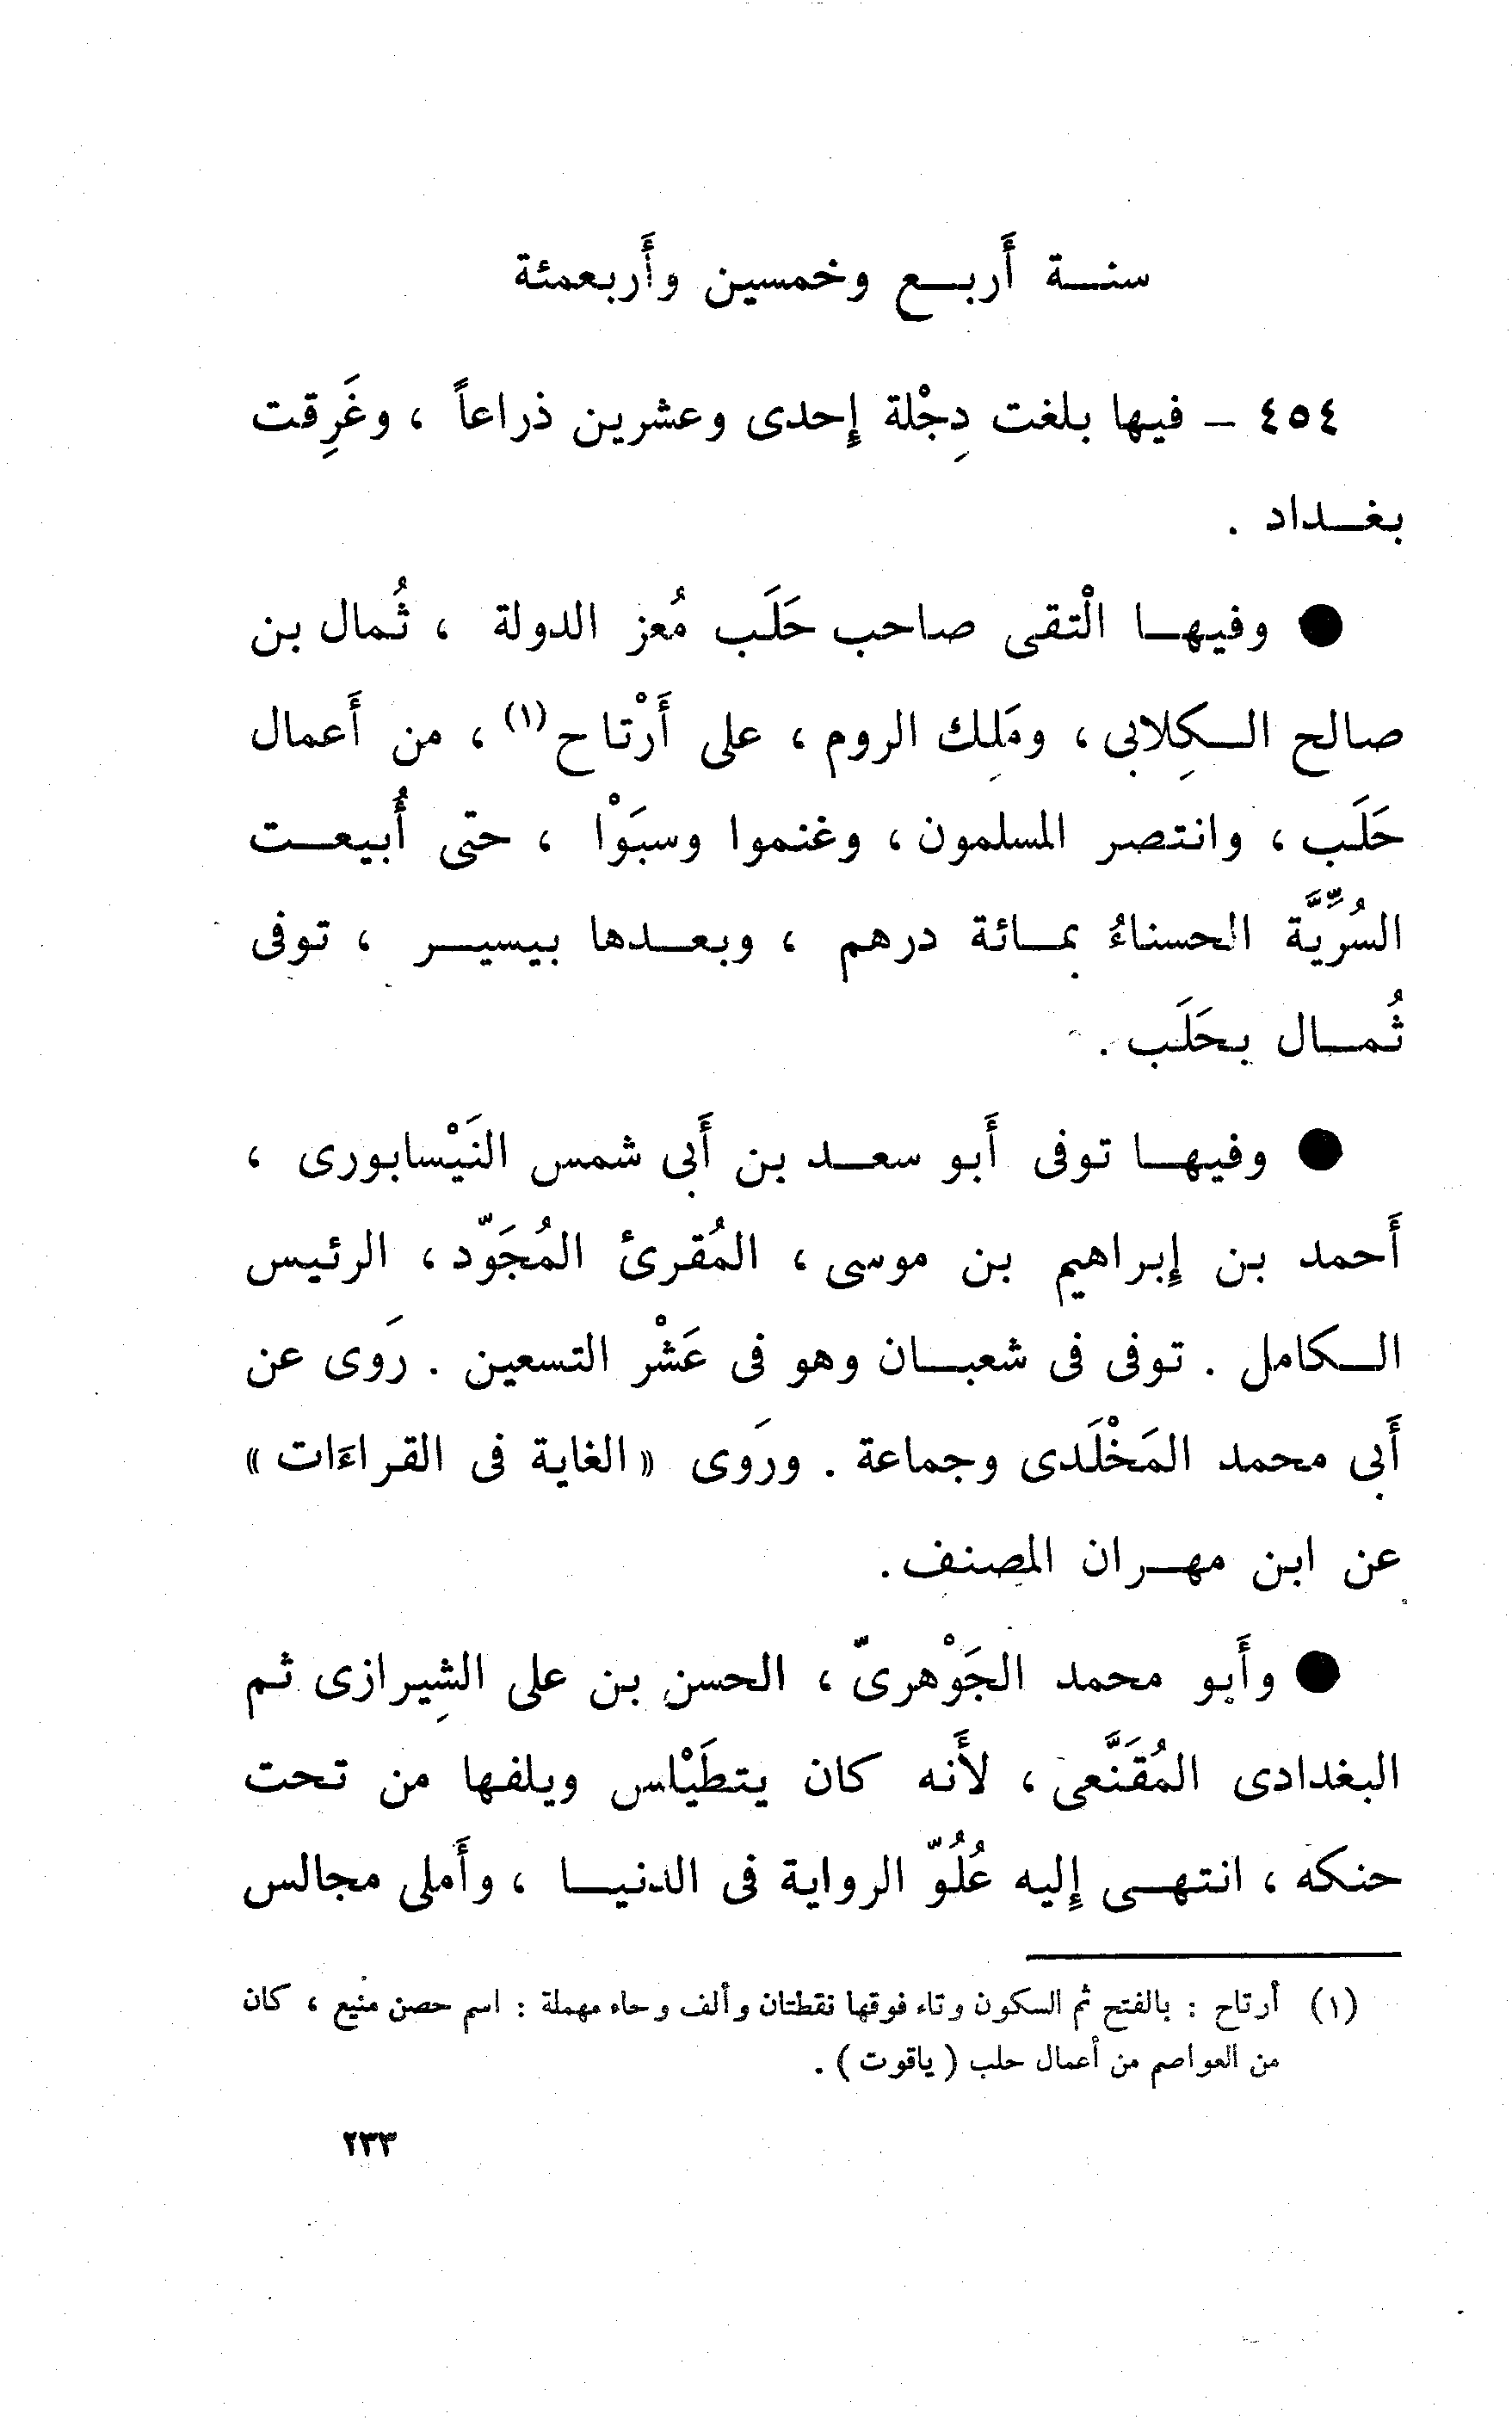 سنة أَربع وخمسين وأَربعمئة
٤٥٤ – فيها بلغت دِجْلة إحدى وعشرين ذراعاً ، وغَرِقت
بغداد .
● وفيها الْتقى صاحب حَلَب مُعز الدولة ، ثُمال بن
صالح الكِلابى ، ومَلِك الروم ، على أَرْتاح (١) ، من أَعمال
حَلَب ، وانتصر المسلمون ، وغنموا وسبَوْا ، حتى أُبيعت
السُرِّيَّة الحسناءُ بمائة درهم ، وبعدها بيسير ، توفى
ثُمال بحَلَب .
● وفيها توفى أَبو سعد بن أَبى شمس النَيْسابورى ،
أَحمد بن إبراهيم بن موسى ، المُقرئ المُجَوّد ، الرئيس
الكامل . توفى فى شعبان وهو فى عَشْر التسعين . رَوى عن
أَبى محمد المَخْلَدى وجماعة . ورَوى « الغاية فى القراءَات »
عن ابن مهران المصنف .
● وأَبو محمد الجَوْهرىّ ، الحسن بن على الشِيرازى ثم
البغدادى المُقَنَّعى ، لأَنه كان يتطَيْلس ويلفها من تحت
حنكه ، انتهى إليه عُلُوّ الرواية فى الدنيا ، وأَملى مجالس
(١) أرتاح : بالفتح ثم السكون وتاء فوقها نقطتان وألف وحاء مهملة : اسم حصن منيع ، كان
من العواصم من أعمال حلب ( ياقوت ) .
٢٣٣